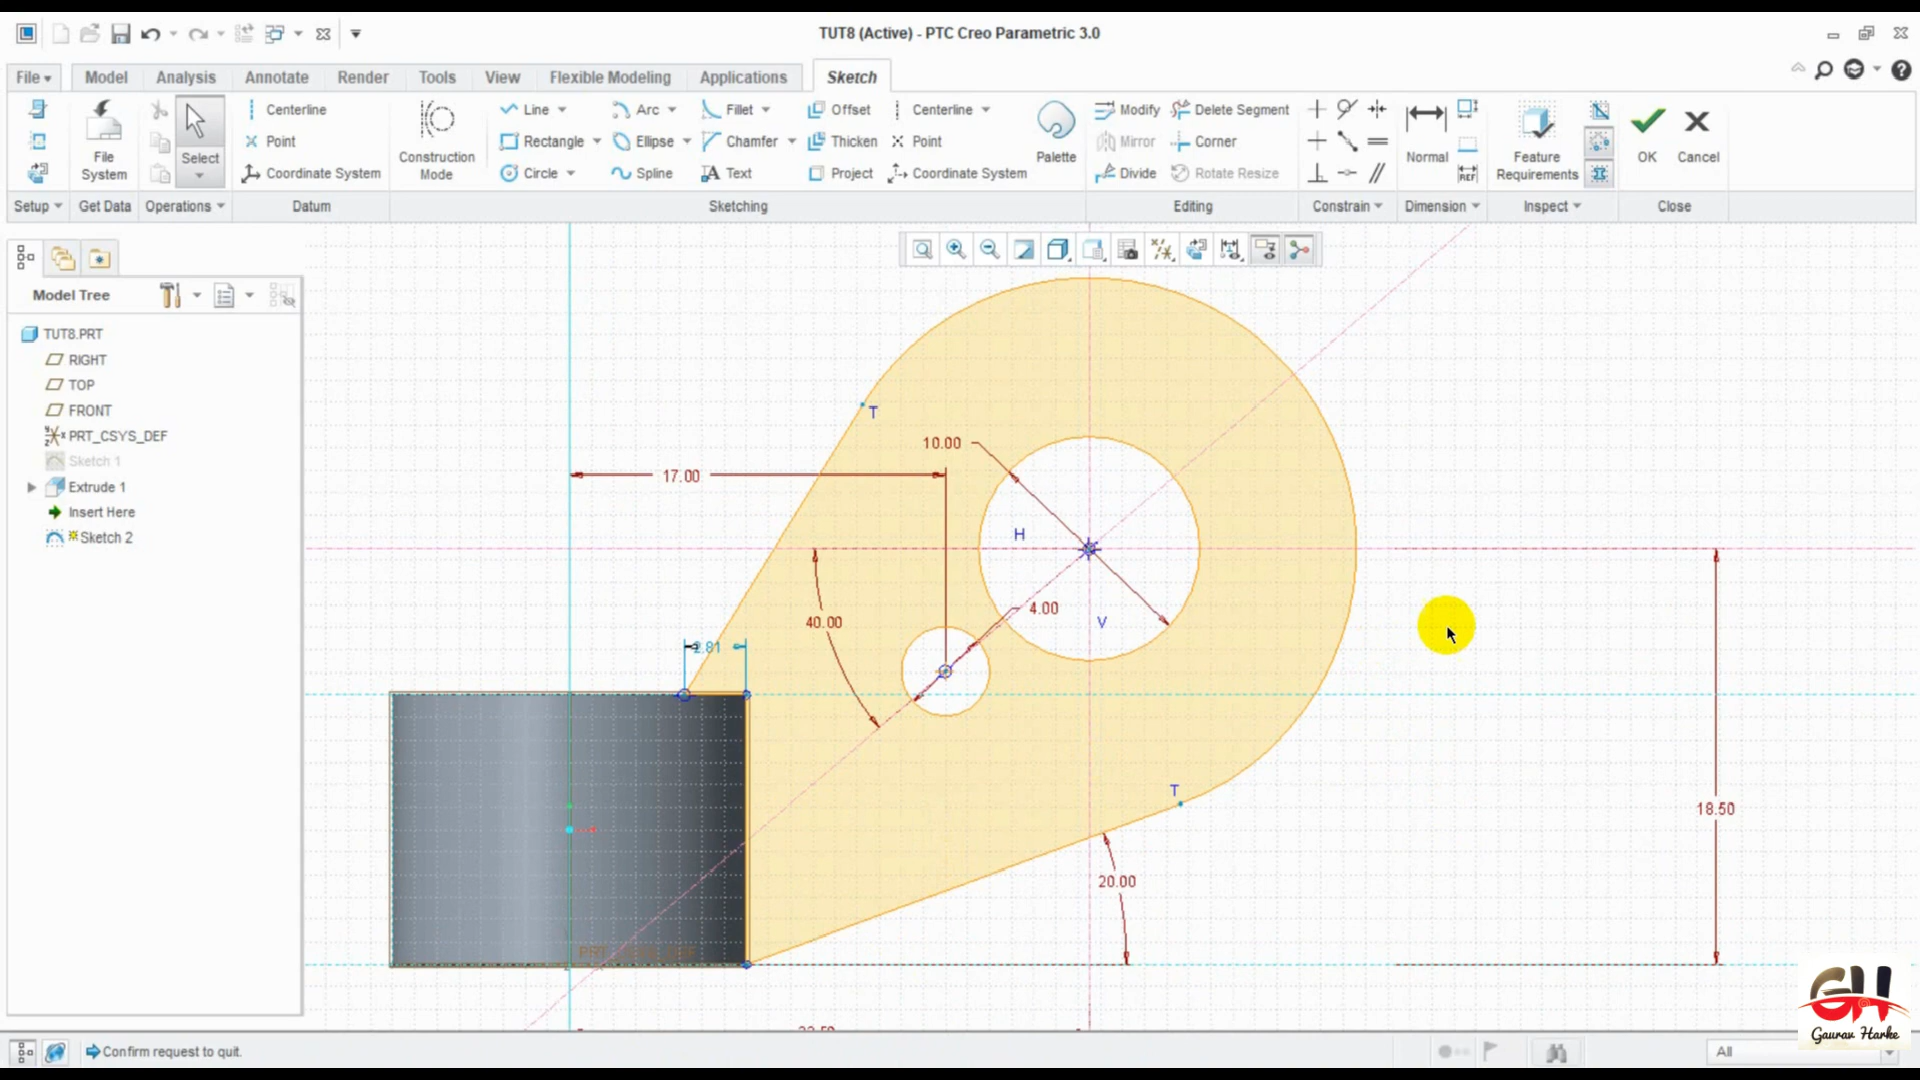 TUT8 (Active) - PTC Creo Parametric 3.0
File Model Analysis Annotate Render Tools View Flexible Modeling Applications Sketch
Centerline Line Arc Fillet Offset Centerline Modify Delete Segment
Point Rectangle Ellipse Chamfer Thicken Point Mirror Corner
Coordinate System Circle Spline Text Project Coordinate System Divide Rotate Resize
File System
Select
Construction Mode
Palette
Normal
REF
Feature Requirements
OK
Cancel
Setup Get Data Operations Datum Sketching Editing Constrain Dimension Inspect Close
Model Tree
TUT8.PRT
RIGHT
TOP
FRONT
PRT_CSYS_DEF
Sketch 1
Extrude 1
Insert Here
Sketch 2
T
10.00
17.00
H
4.00
40.00
V
2.81
T
18.50
20.00
GH
Gaurav Harke
Confirm request to quit.
All